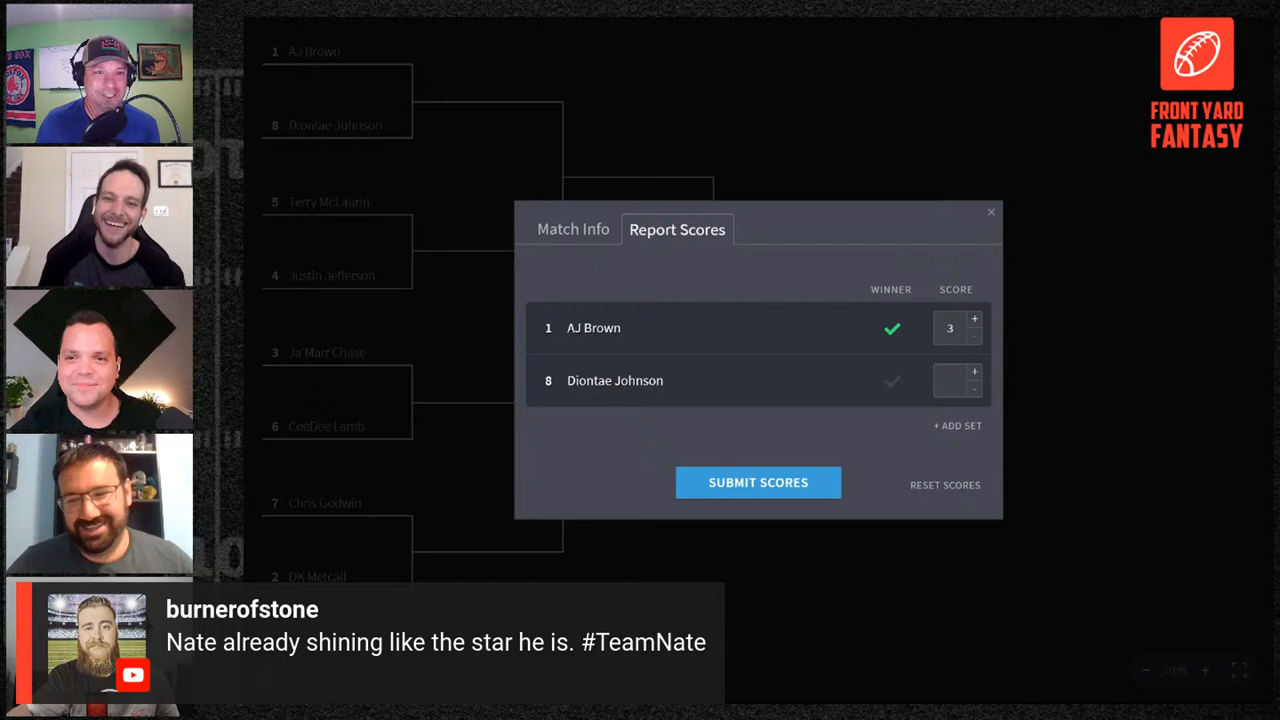 1 AJ Brown
8 Diontae Johnson
5 Terry McLaurin
4 Justin Jefferson
3 Ja'Marr Chase
6 CeeDee Lamb
7 Chris Godwin
2 DK Metcalf
FRONT YARD
FANTASY
Match Info
Report Scores
×
WINNER SCORE
1 AJ Brown 3 +
-
8 Diontae Johnson +
-
+ ADD SET
SUBMIT SCORES
RESET SCORES
burnerofstone
Nate already shining like the star he is. #TeamNate
- 100% +